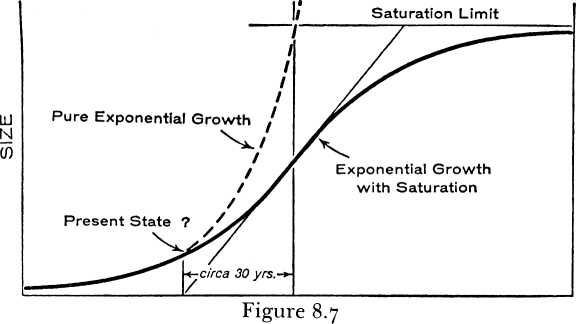 Saturation Limit
Pure Exponential Growth
SIZE
Exponential Growth
with Saturation
Present State ?
circa 30 yrs.
Figure 8.7